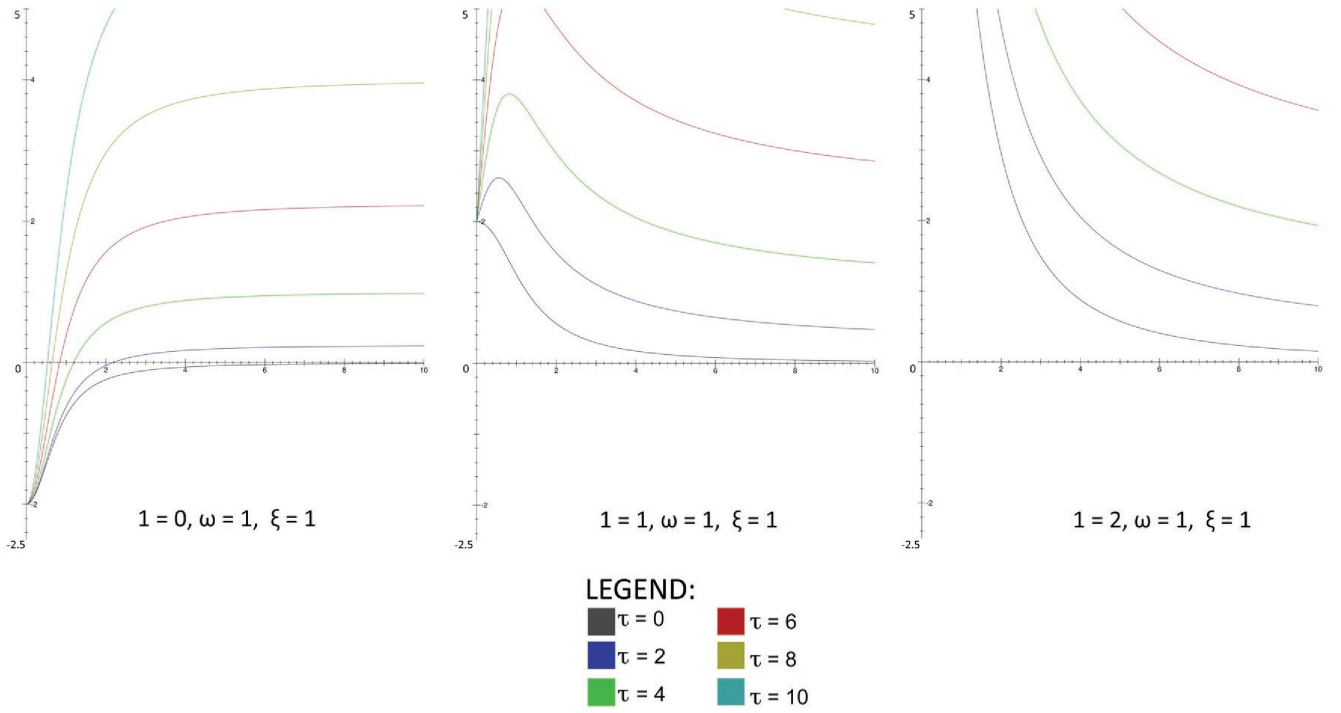 5
4
2
0
2 4 6 8 10
-2
-2.5
1 = 0, ω = 1, ξ = 1
5
4
2
0
2 4 6 8 10
-2
-2.5
1 = 1, ω = 1, ξ = 1
5
4
2
0
2 4 6 8 10
-2
-2.5
1 = 2, ω = 1, ξ = 1
LEGEND:
τ = 0
τ = 2
τ = 4
τ = 6
τ = 8
τ = 10